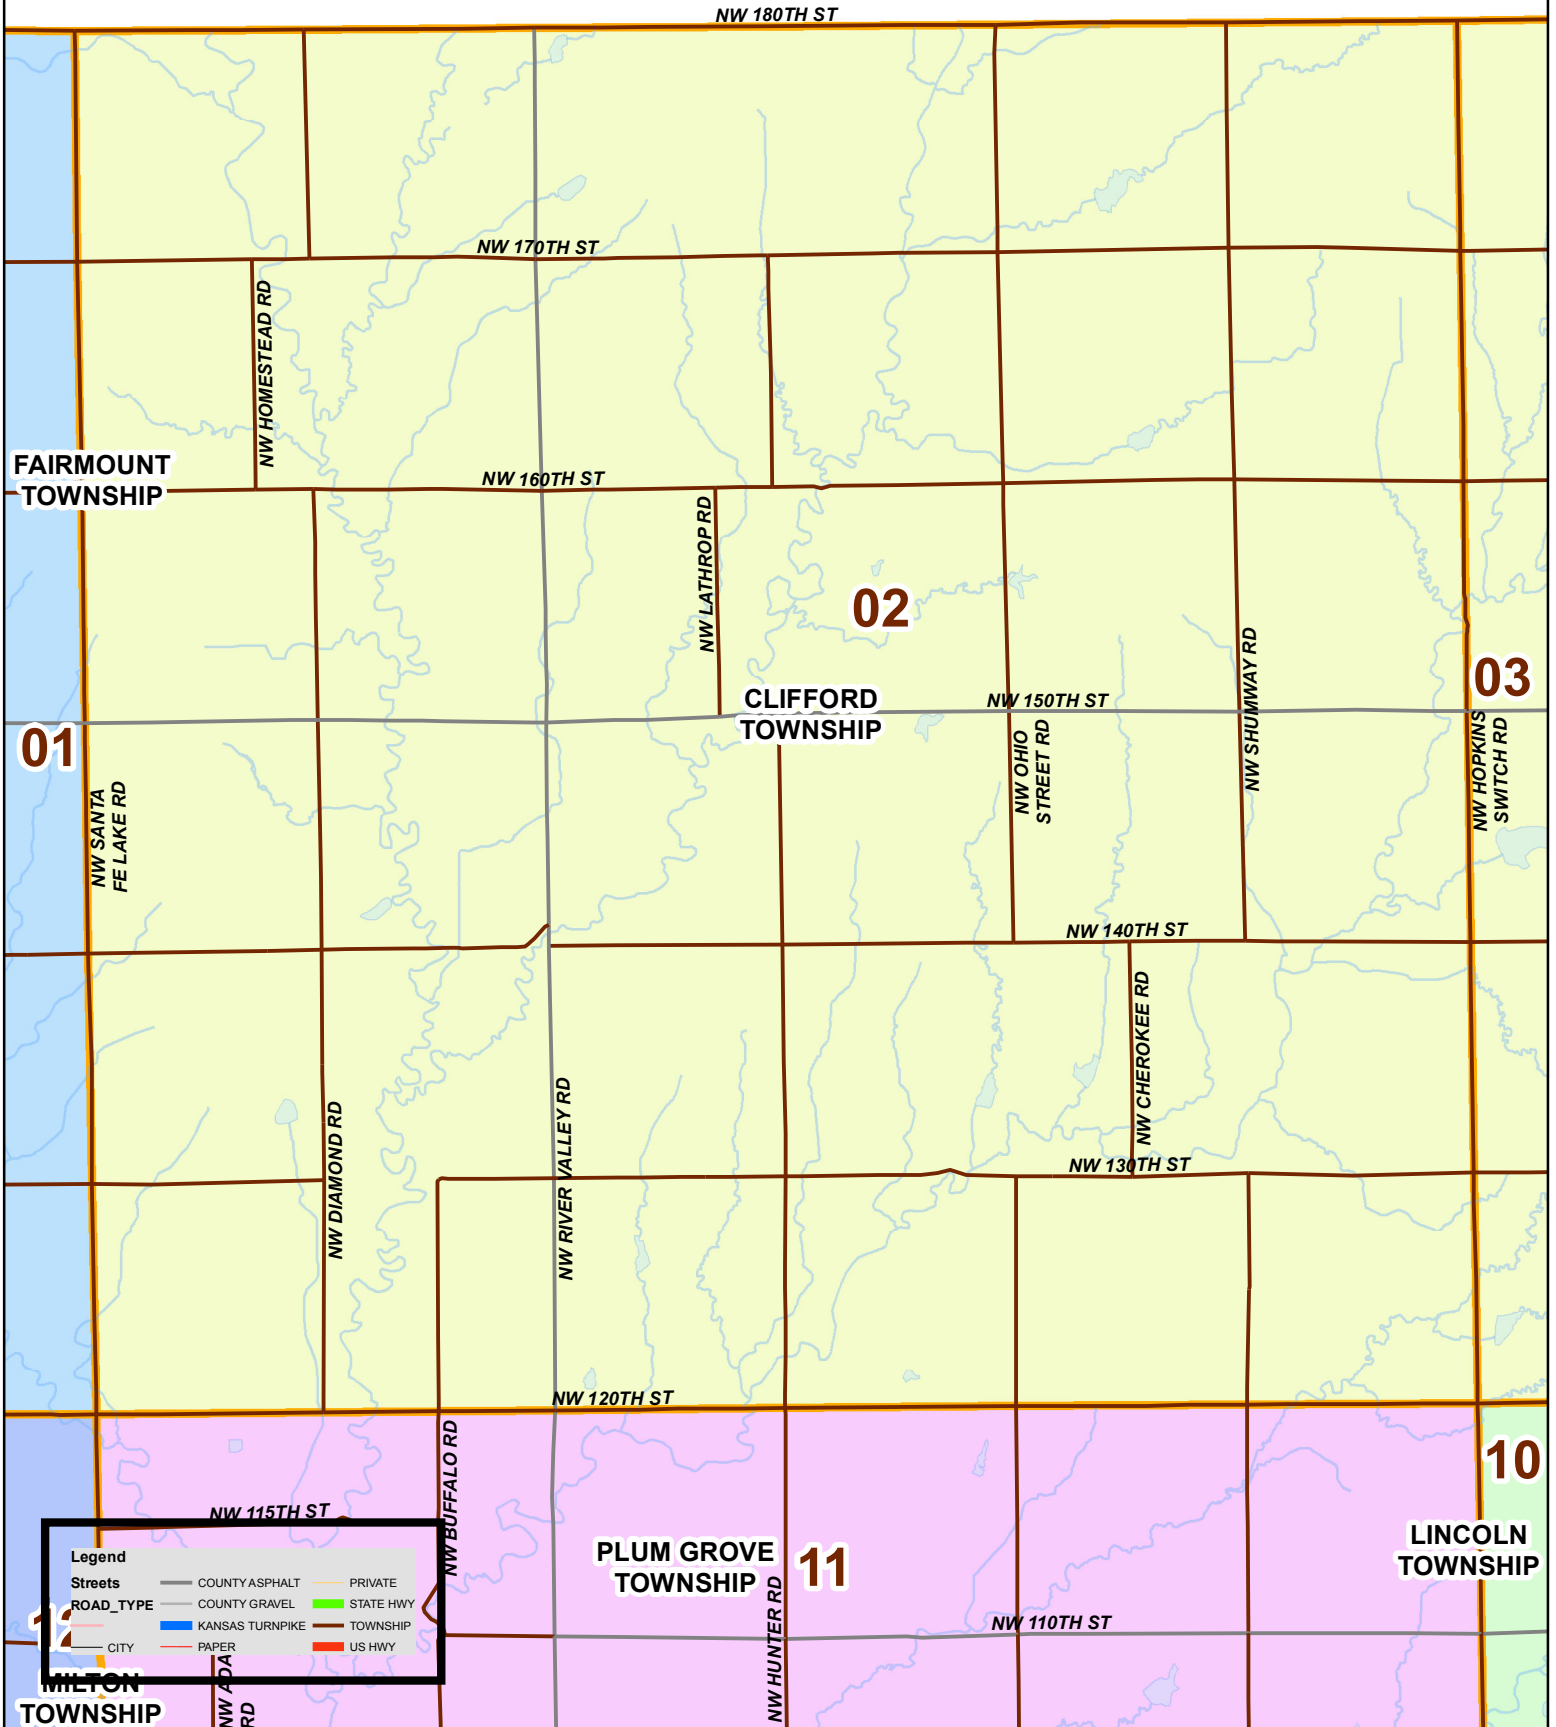 NW 180TH ST
NW 170TH ST
NW HOMESTEAD RD
FAIRMOUNT
TOWNSHIP
NW 160TH ST
NW LATHROP RD
02
NW SHUMWAY RD
03
CLIFFORD
TOWNSHIP
NW 150TH ST
01
NW OHIO
STREET RD
NW HOPKINS
SWITCH RD
NW SANTA
FE LAKE RD
NW 140TH ST
NW CHEROKEE RD
NW RIVER VALLEY RD
NW DIAMOND RD
NW 130TH ST
NW 120TH ST
NW BUFFALO RD
10
NW 115TH ST
PLUM GROVE
TOWNSHIP
11
LINCOLN
TOWNSHIP
NW HUNTER RD
NW 110TH ST
Legend
Streets
ROAD_TYPE
CITY
COUNTY ASPHALT
COUNTY GRAVEL
KANSAS TURNPIKE
PAPER
PRIVATE
STATE HWY
TOWNSHIP
US HWY
12
MILTON
TOWNSHIP
NW ADA
RD